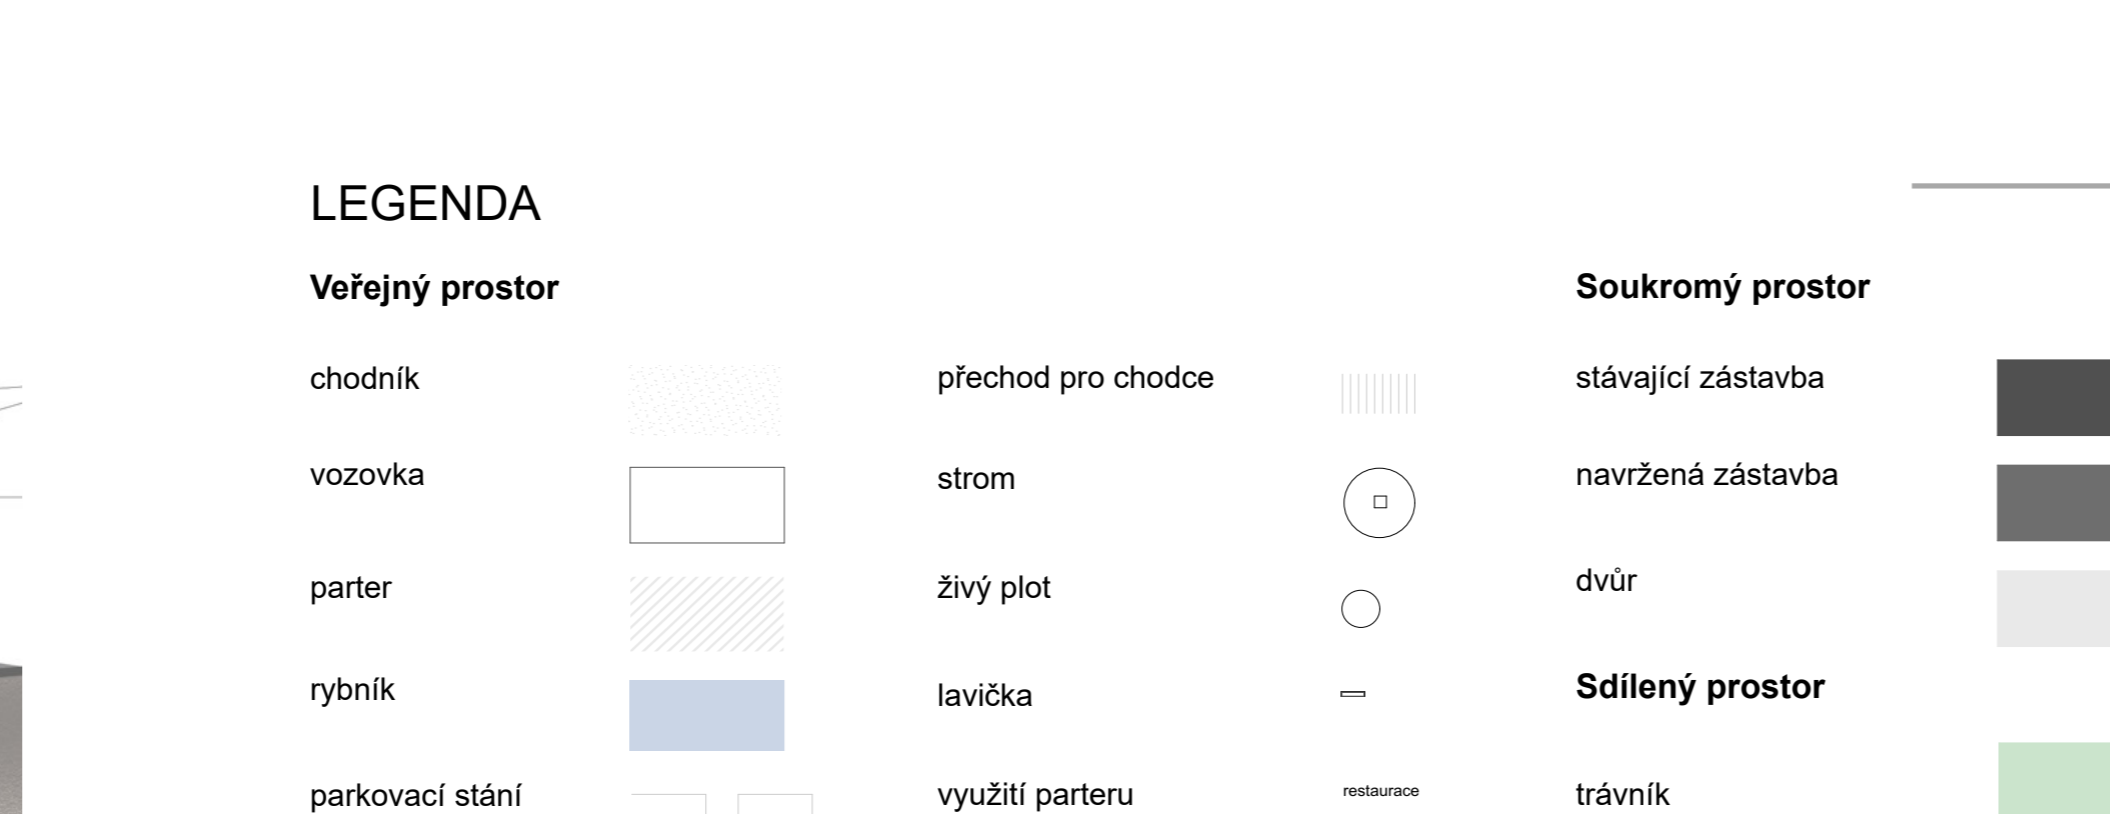 LEGENDA
Veřejný prostor
chodník
vozovka
parter
rybník
parkovací stání
přechod pro chodce
strom
živý plot
lavička
využití parteru
restaurace
Soukromý prostor
stávající zástavba
navržená zástavba
dvůr
Sdílený prostor
trávník